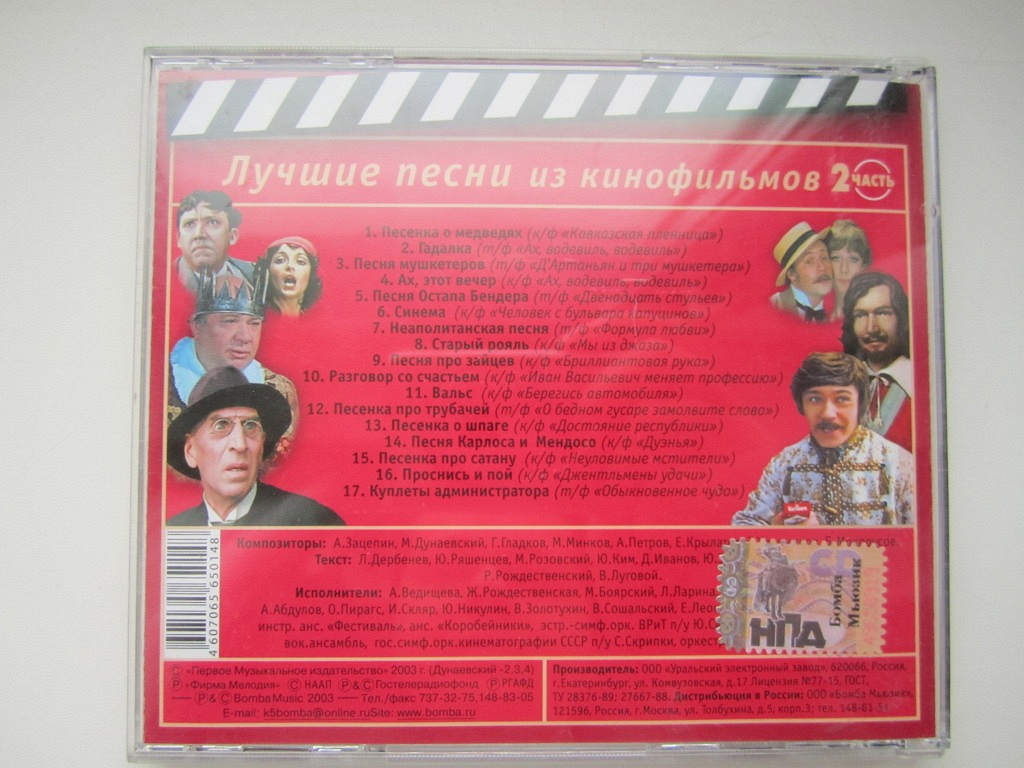 Лучшие песни из кинофильмов 2 ЧАСТЬ
1. Песенка о медведях (к/ф «Кавказская пленница»)
2. Гадалка (т/ф «Ах, водевиль, водевиль»)
3. Песня мушкетеров (т/ф «Д'Артаньян и три мушкетера»)
4. Ах, этот вечер (к/ф «Ах, водевиль, водевиль»)
5. Песня Остапа Бендера (т/ф «Двенадцать стульев»)
6. Синема (к/ф «Человек с бульвара капуцинов»)
7. Неаполитанская песня (т/ф «Формула любви»)
8. Старый рояль (к/ф «Мы из джаза»)
9. Песня про зайцев (к/ф «Бриллиантовая рука»)
10. Разговор со счастьем (к/ф «Иван Васильевич меняет профессию»)
11. Вальс (к/ф «Берегись автомобиля»)
12. Песенка про трубачей (т/ф «О бедном гусаре замолвите слово»)
13. Песенка о шпаге (к/ф «Достояние республики»)
14. Песня Карлоса и Мендосо (к/ф «Дуэнья»)
15. Песенка про сатану (к/ф «Неуловимые мстители»)
16. Проснись и пой (к/ф «Джентльмены удачи»)
17. Куплеты администратора (т/ф «Обыкновенное чудо»)
Композиторы: А.Зацепин, М.Дунаевский, Г.Гладков, М.Минков, А.Петров, Е.Крылат
Текст: Л.Дербенев, Ю.Ряшенцев, М.Розовский, Ю.Ким, Д.Иванов, Ю.
Р.Рождественский, В.Луговой.
Исполнители: А.Ведищева, Ж.Рождественская, М.Боярский, Л.Ларина
А.Абдулов, О.Пирагс, И.Скляр, Ю.Никулин, В.Золотухин, В.Сошальский, Е.Леон
инстр. анс. «Фестиваль», анс. «Коробейники», эстр.-симф.орк. ВРиТ п/у Ю.С
вок.ансамбль, гос.симф.орк.кинематографии СССР п/у С.Скрипки, оркест
НПД
Бомба
Мьюзик
4 607065 650148
© «Первое Музыкальное издательство» 2003 г. (Дунаевский -2,3,4)
℗ «Фирма Мелодия» © НААП ℗&© Гостелерадиофонд ℗ РГАФД
℗ & © Bomba Music 2003 — Тел./факс 737-32-75,148-83-05
E-mail: k5bomba@online.ruSite: www.bomba.ru
Производитель: ООО «Уральский электронный завод», 620066, Россия,
г.Екатеринбург, ул. Комвузовская, д.17 Лицензия №77-15, ГОСТ,
ТУ 28376-89; 27667-88. Дистрибьюция в России: ООО «Бомба Мьюзик»,
121596, Россия, г.Москва, ул. Толбухина, д.5, корп.3; тел. 148-81-5